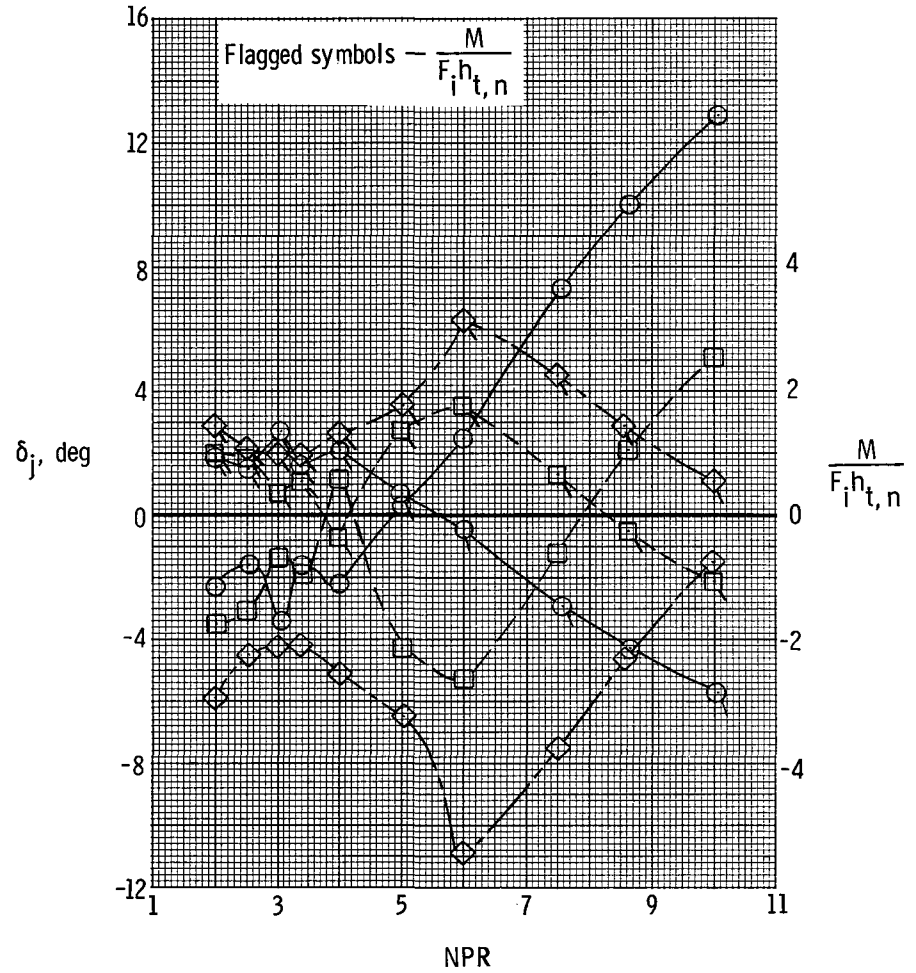 16
Flagged symbols — M
F_i h_t,n
12
8
4
4
2
δ_j, deg
0
0
M
F_i h_t,n
-4
-2
-8
-4
-12
1 3 5 7 9 11
NPR